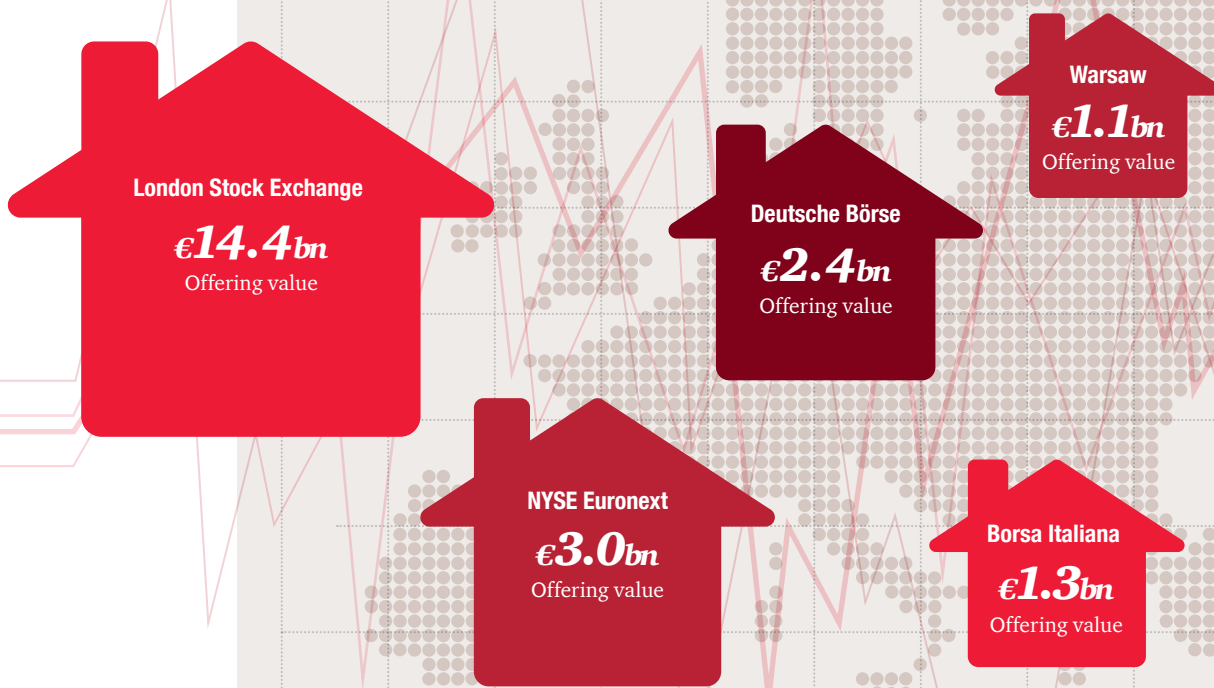 London Stock Exchange
€14.4bn
Offering value
NYSE Euronext
€3.0bn
Offering value
Deutsche Börse
€2.4bn
Offering value
Warsaw
€1.1bn
Offering value
Borsa Italiana
€1.3bn
Offering value